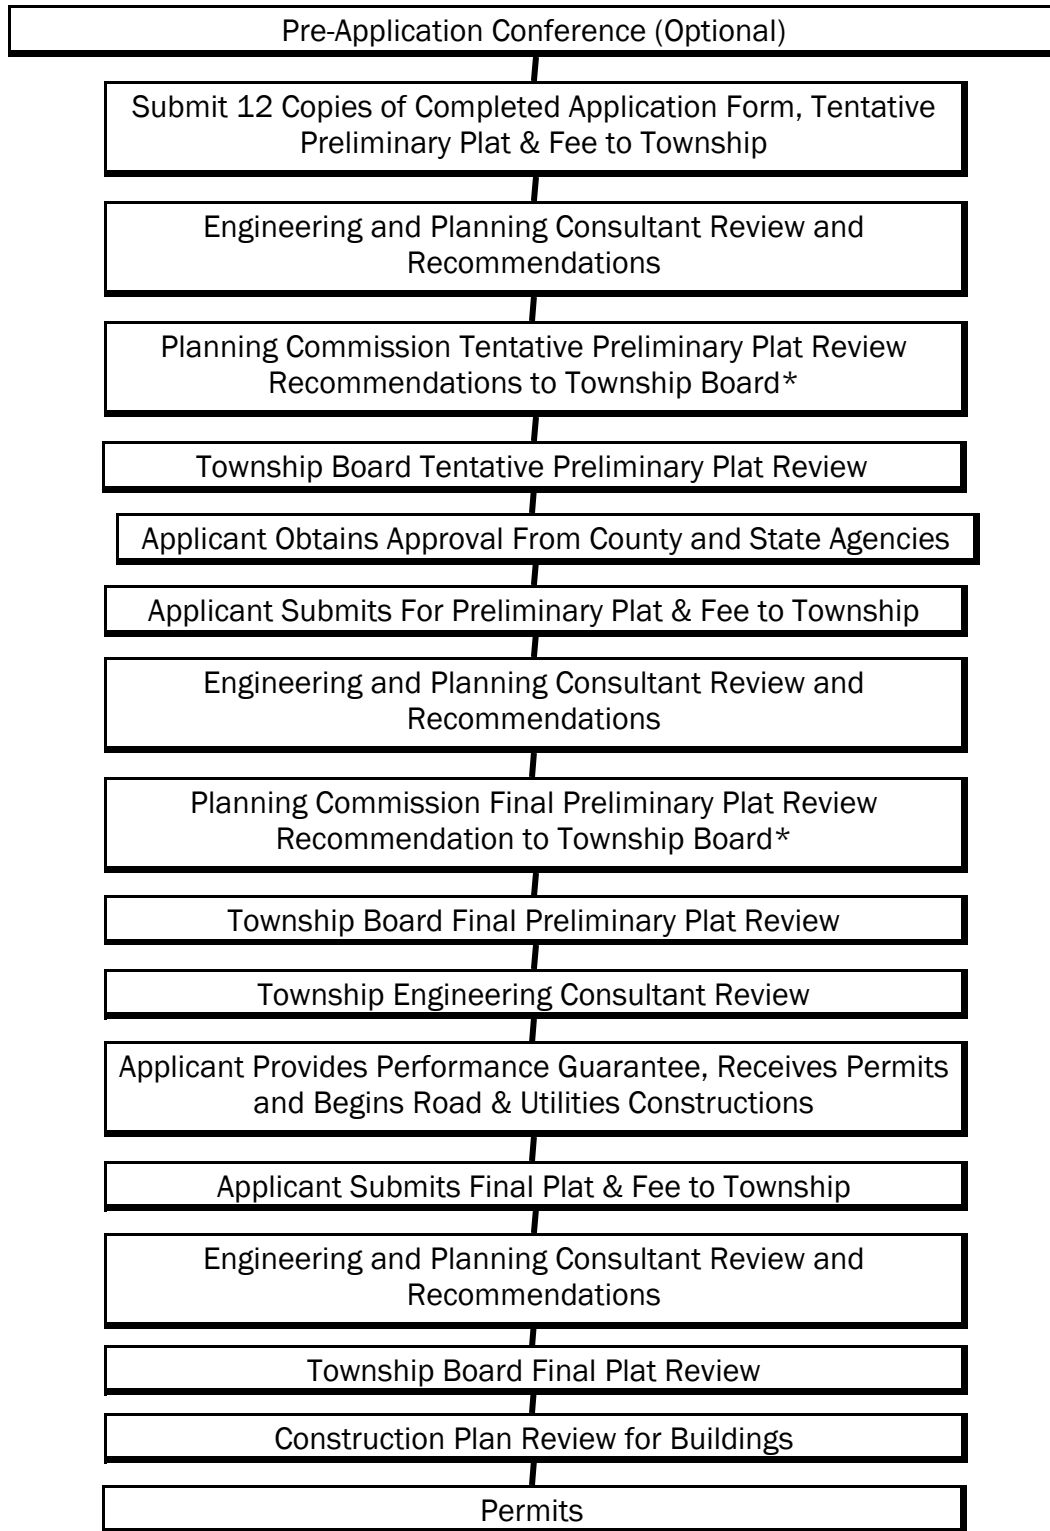 Pre-Application Conference (Optional)
Submit 12 Copies of Completed Application Form, Tentative
Preliminary Plat & Fee to Township
Engineering and Planning Consultant Review and
Recommendations
Planning Commission Tentative Preliminary Plat Review
Recommendations to Township Board*
Township Board Tentative Preliminary Plat Review
Applicant Obtains Approval From County and State Agencies
Applicant Submits For Preliminary Plat & Fee to Township
Engineering and Planning Consultant Review and
Recommendations
Planning Commission Final Preliminary Plat Review
Recommendation to Township Board*
Township Board Final Preliminary Plat Review
Township Engineering Consultant Review
Applicant Provides Performance Guarantee, Receives Permits
and Begins Road & Utilities Constructions
Applicant Submits Final Plat & Fee to Township
Engineering and Planning Consultant Review and
Recommendations
Township Board Final Plat Review
Construction Plan Review for Buildings
Permits